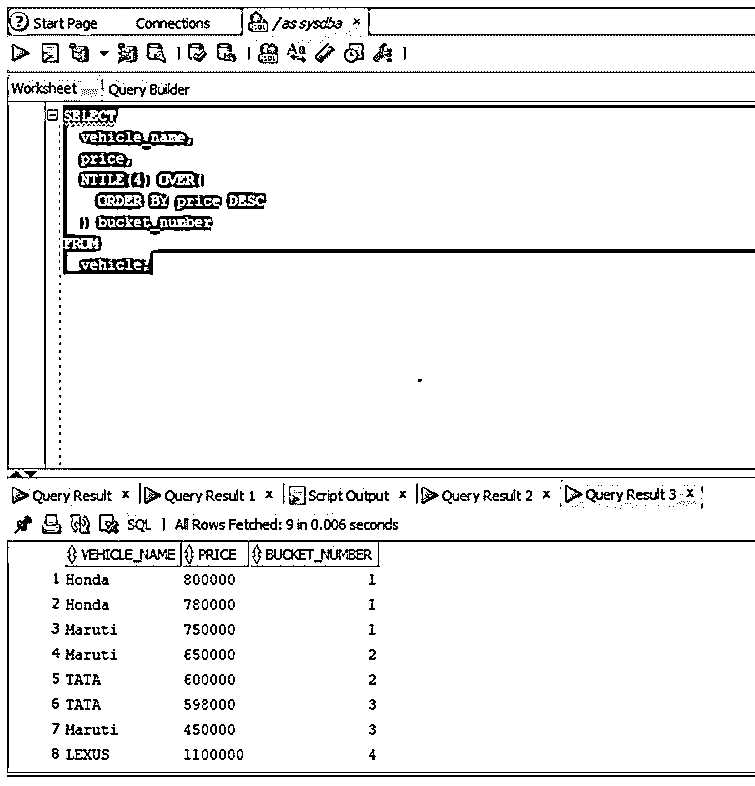 Start Page Connections /as sysdba ×
Worksheet Query Builder
SELECT
vehicle_name,
price,
NTILE(4) OVER(
ORDER BY price DESC
) bucket_number
FROM
vehicle;
Query Result × Query Result 1 × Script Output × Query Result 2 × Query Result 3 ×
SQL | All Rows Fetched: 9 in 0.006 seconds
VEHICLE_NAME PRICE BUCKET_NUMBER
1 Honda 800000 1
2 Honda 780000 1
3 Maruti 750000 1
4 Maruti 650000 2
5 TATA 600000 2
6 TATA 598000 3
7 Maruti 450000 3
8 LEXUS 1100000 4